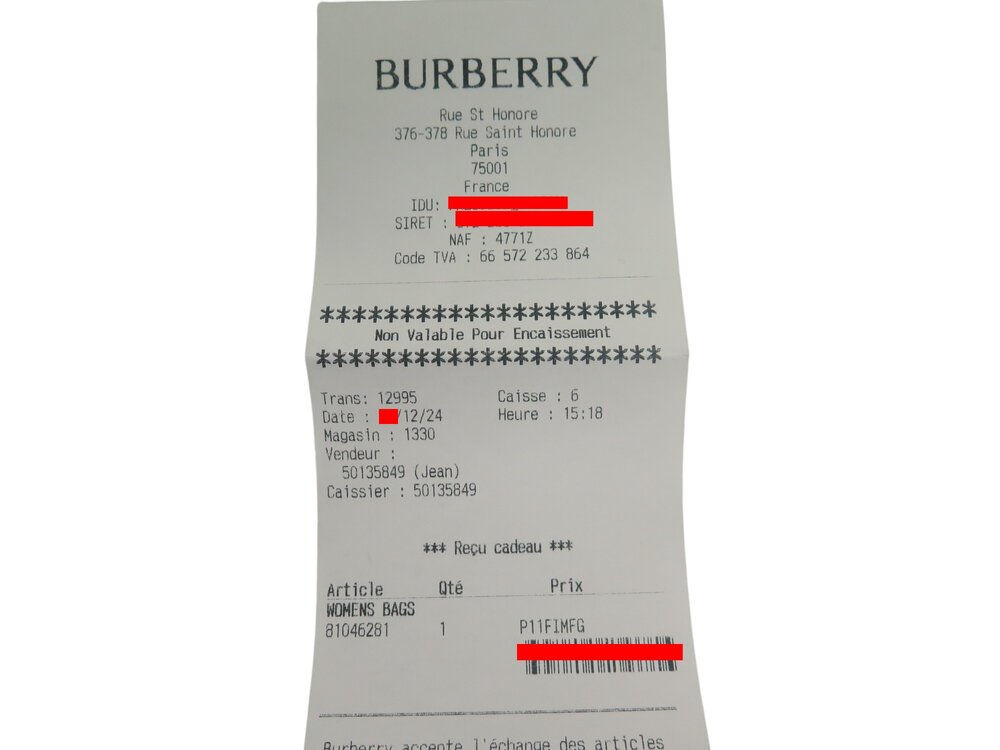 BURBERRY
Rue St Honore
376-378 Rue Saint Honore
Paris
75001
France
IDU:
SIRET :
NAF : 4771Z
Code TVA : 66 572 233 864
*********************
Non Valable Pour Encaissement
*********************
Trans: 12995 Caisse : 6
Date : /12/24 Heure : 15:18
Magasin : 1330
Vendeur :
50135849 (Jean)
Caissier : 50135849
*** Reçu cadeau ***
Article Qté Prix
WOMENS BAGS
81046281 1 P11FIMFG
Burberry accepte l'échange des articles